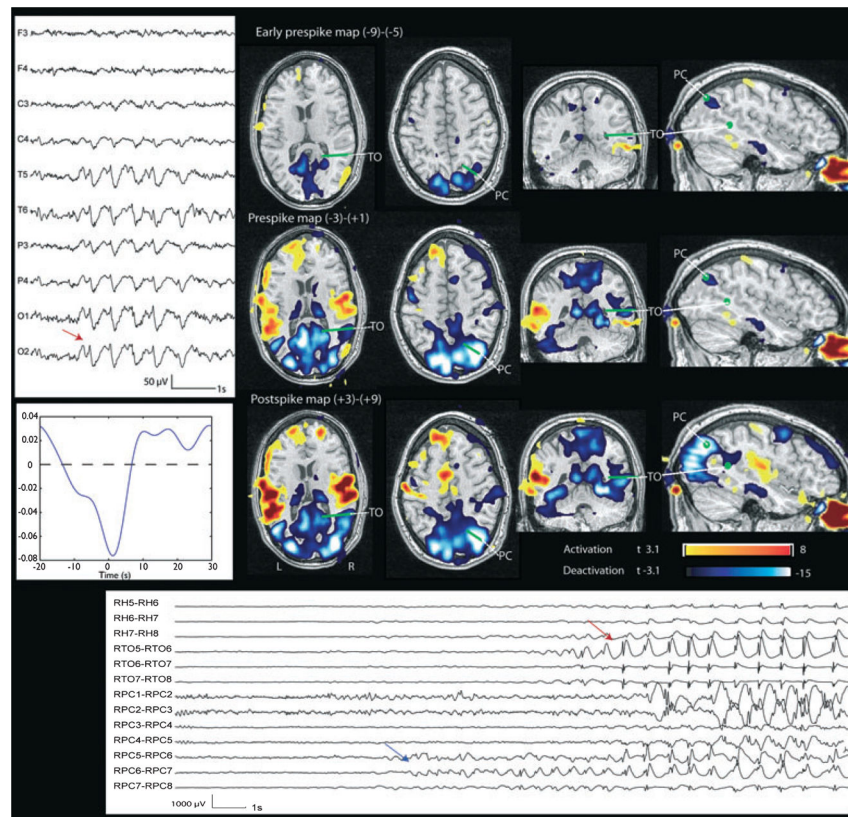 F3
F4
C3
C4
T5
T6
P3
P4
O1
O2
50 µV
1s
Early prespike map (-9)-(-5)
TO
PC
TO
PC
Prespike map (-3)-(+1)
TO
PC
TO
PC
Postspike map (+3)-(+9)
TO
PC
TO
PC
L R
Activation t 3.1 8
Deactivation t -3.1 -15
0.04
0.02
0
-0.02
-0.04
-0.06
-0.08
-20 -10 0 10 20 30
Time (s)
RH5-RH6
RH6-RH7
RH7-RH8
RTO5-RTO6
RTO6-RTO7
RTO7-RTO8
RPC1-RPC2
RPC2-RPC3
RPC3-RPC4
RPC4-RPC5
RPC5-RPC6
RPC6-RPC7
RPC7-RPC8
1000 µV
1s